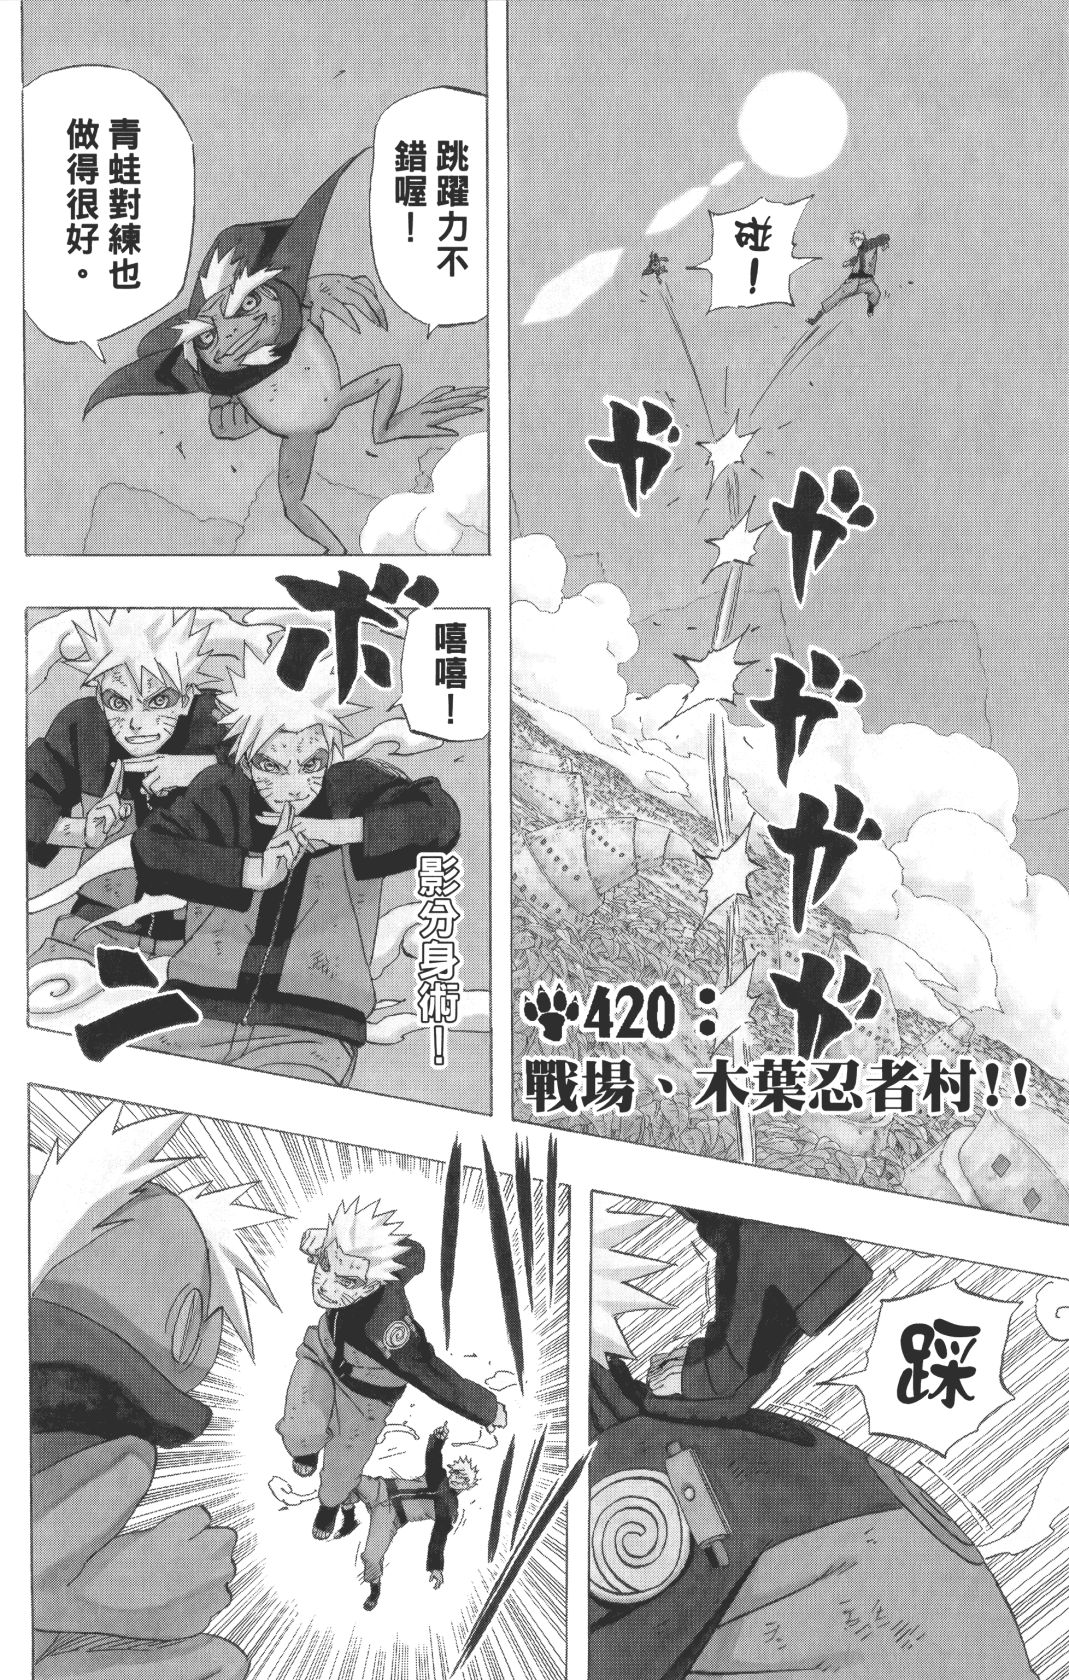 ガ
ガ
ガ
ガ
ガ
420：
戰場、木葉忍者村!!
跳躍力不
錯喔！
青蛙對練也
做得很好。
嘻嘻！
ボ
ン
影分身術！
踩